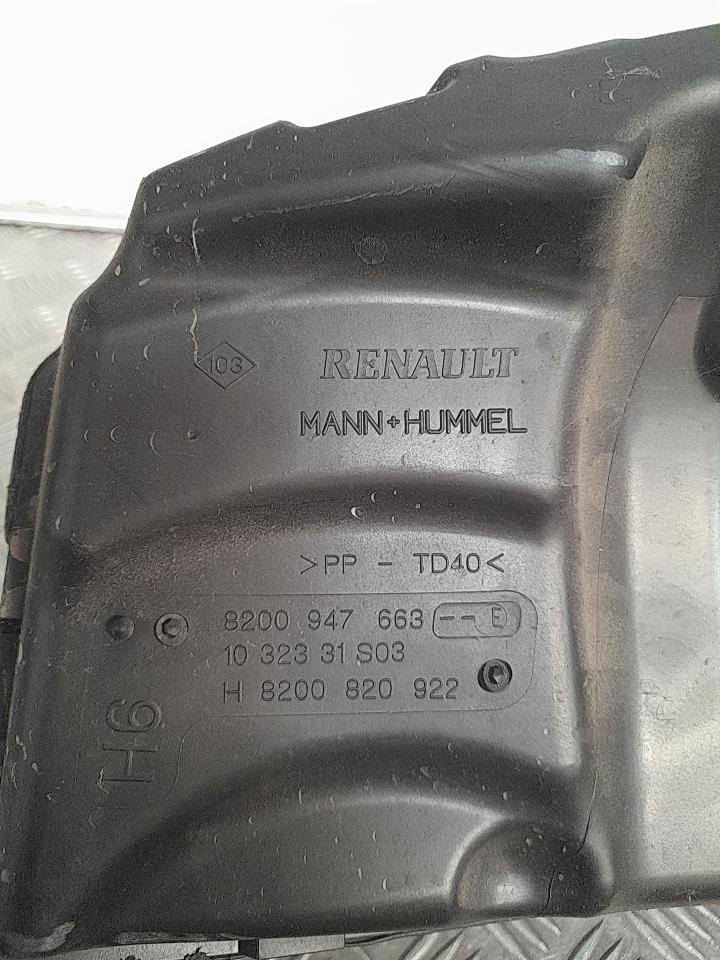 103 RENAULT
MANN+HUMMEL
>PP - TD40<
8200 947 663 -- E
10 323 31 S03
H 8200 820 922
H6